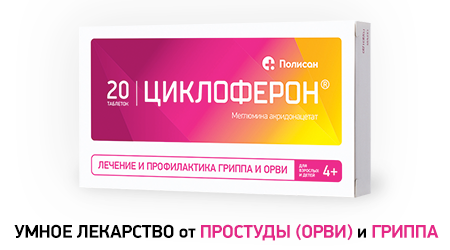 Полисан
20 ТАБЛЕТОК
ЦИКЛОФЕРОН®
Меглюмина акридонацетат
ЛЕЧЕНИЕ И ПРОФИЛАКТИКА ГРИППА И ОРВИ
ДЛЯ ВЗРОСЛЫХ И ДЕТЕЙ 4+
УМНОЕ ЛЕКАРСТВО от ПРОСТУДЫ (ОРВИ) и ГРИППА